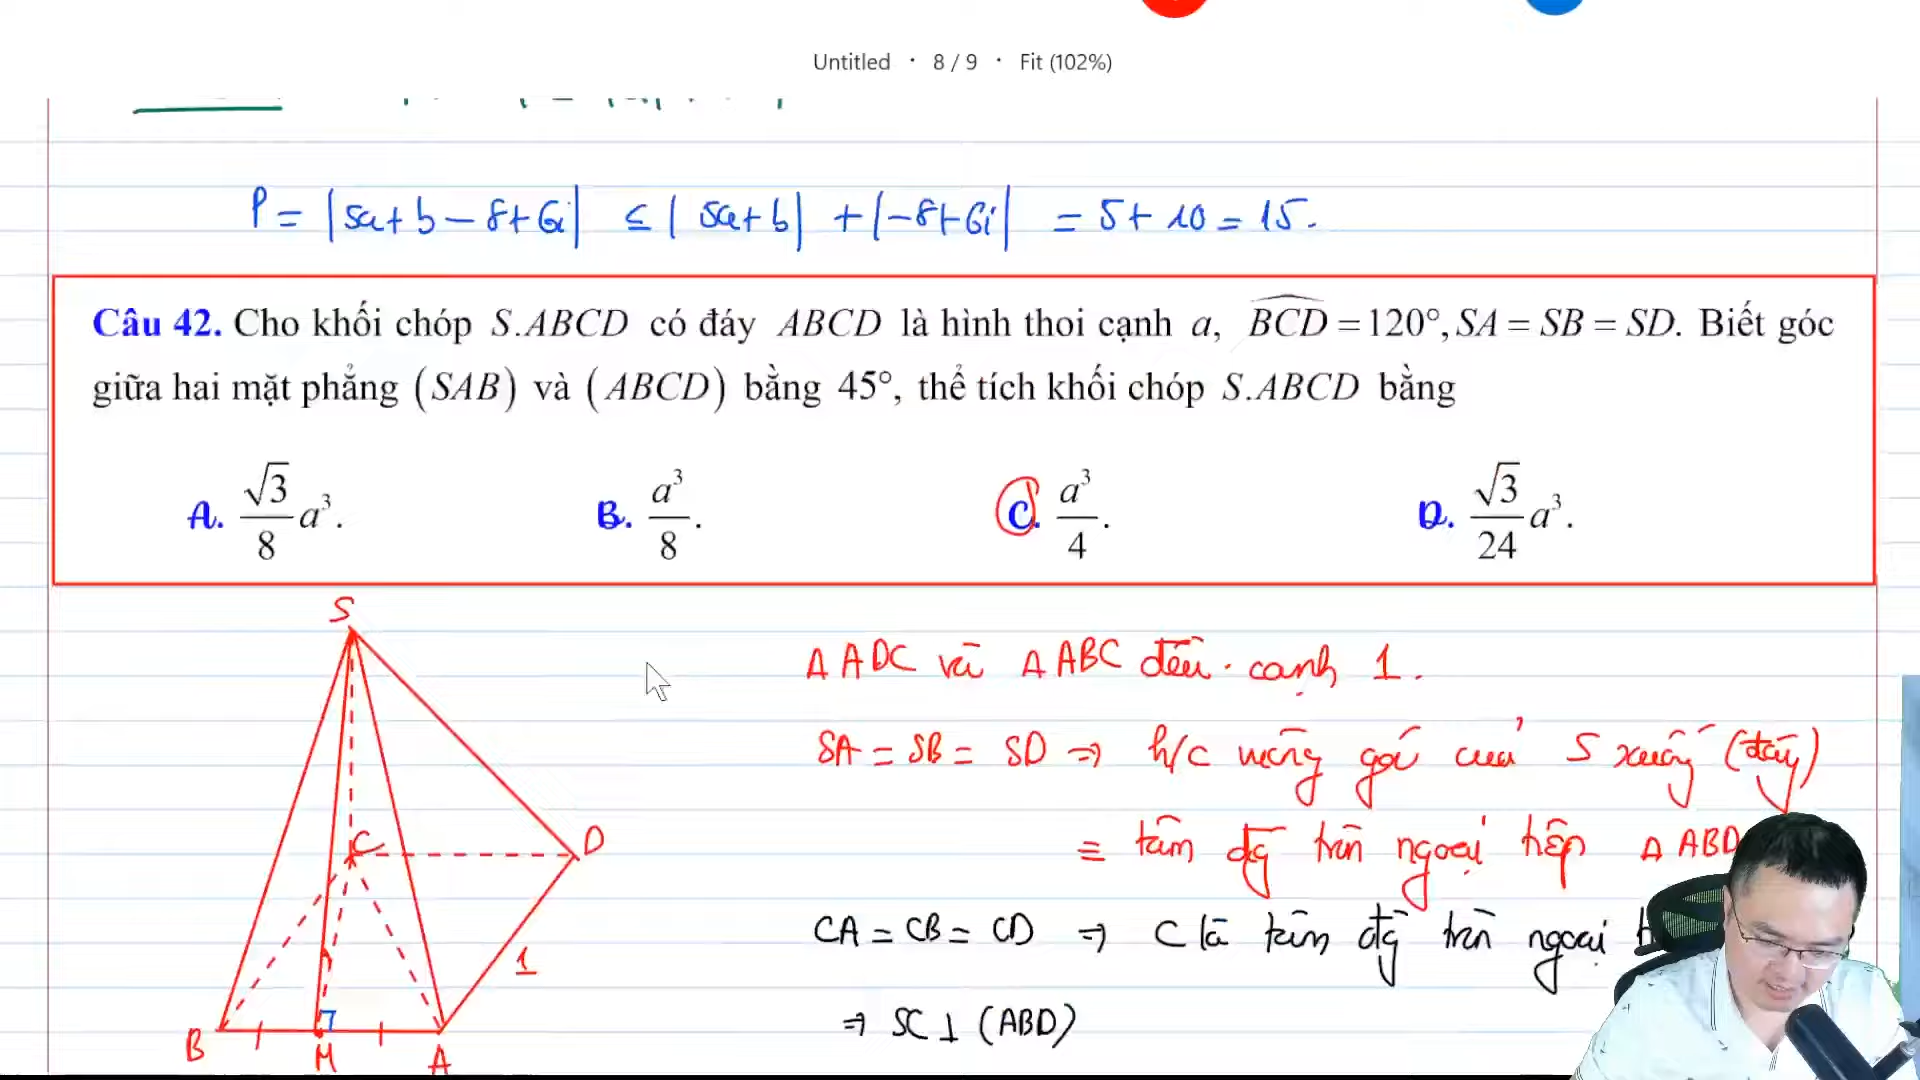 Untitled · 8 / 9 · Fit (102%)
P = |5a + b - 8 + 6i| ≤ |5a + b| + |-8 + 6i| = 5 + 10 = 15.
Câu 42. Cho khối chóp S.ABCD có đáy ABCD là hình thoi cạnh a, BCD = 120°, SA = SB = SD. Biết góc
giữa hai mặt phẳng (SAB) và (ABCD) bằng 45°, thể tích khối chóp S.ABCD bằng
A. √3/8 a³. B. a³/8. C. a³/4. D. √3/24 a³.
S
Δ ADC và Δ ABC đều. cạnh 1.
SA = SB = SD ⇒ h/c vuông góc của S xuống (đáy)
C D
≡ tâm đg tròn ngoại tiếp Δ ABD
CA = CB = CD ⇒ C là tâm đg tròn ngoại
1
⇒ SC ⊥ (ABD)
B M A